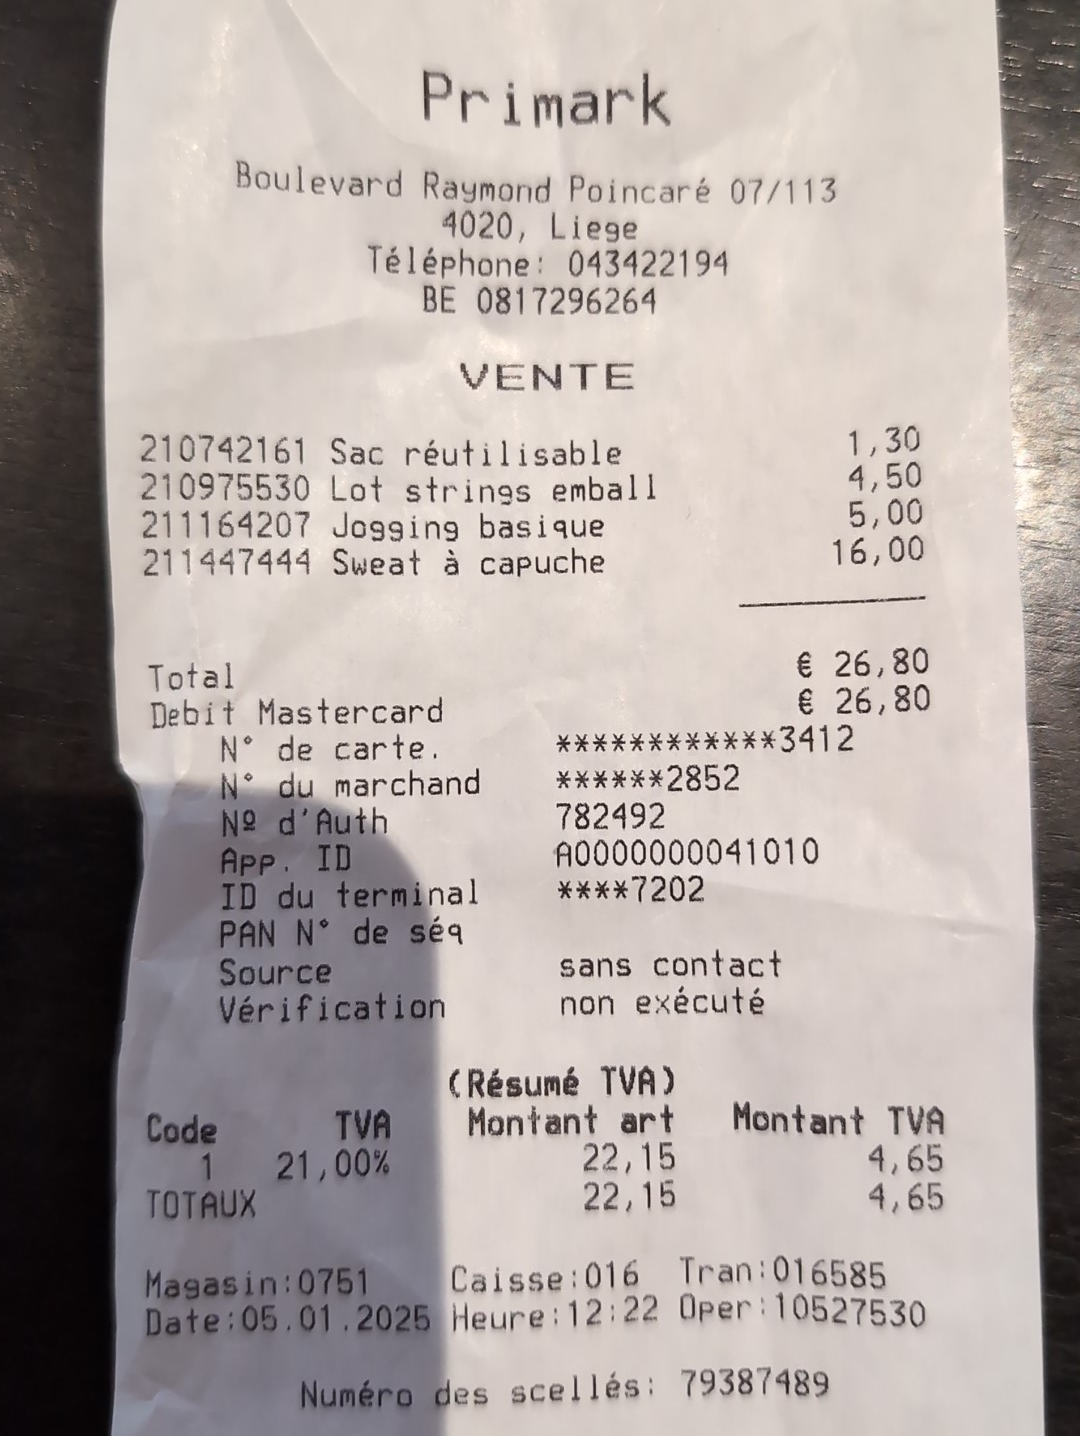 Primark
Boulevard Raymond Poincaré 07/113
4020, Liege
Téléphone: 043422194
BE 0817296264
VENTE
210742161 Sac réutilisable 1,30
210975530 Lot strings emball 4,50
211164207 Jogging basique 5,00
211447444 Sweat à capuche 16,00
Total € 26,80
Debit Mastercard € 26,80
N° de carte. ************3412
N° du marchand ******2852
Nº d'Auth 782492
App. ID A0000000041010
ID du terminal ****7202
PAN N° de séq
Source sans contact
Vérification non exécuté
(Résumé TVA)
Code TVA Montant art Montant TVA
1 21,00% 22,15 4,65
TOTAUX 22,15 4,65
Magasin:0751 Caisse:016 Tran:016585
Date:05.01.2025 Heure:12:22 Oper:10527530
Numéro des scellés: 79387489